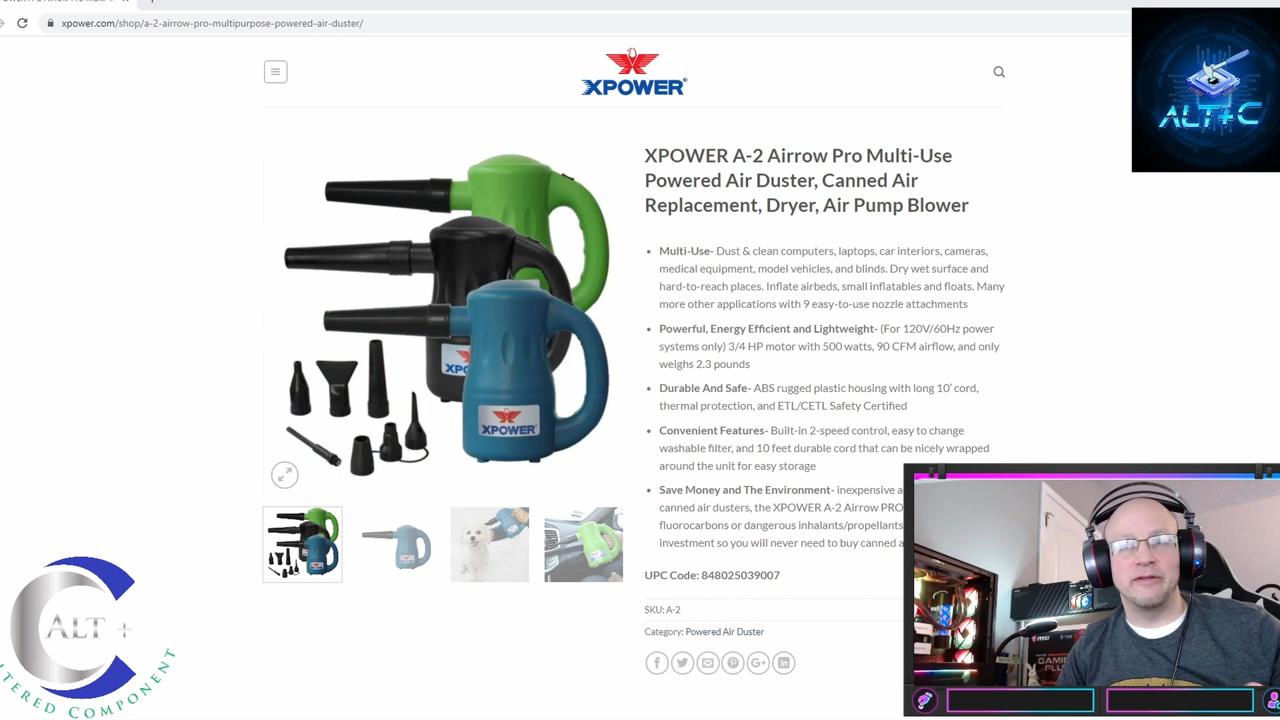 xpower.com/shop/a-2-airrow-pro-multipurpose-powered-air-duster/
XPOWER
ALT+C
XPOWER A-2 Airrow Pro Multi-Use
Powered Air Duster, Canned Air
Replacement, Dryer, Air Pump Blower
Multi-Use- Dust & clean computers, laptops, car interiors, cameras,
medical equipment, model vehicles, and blinds. Dry wet surface and
hard-to-reach places. Inflate airbeds, small inflatables and floats. Many
more other applications with 9 easy-to-use nozzle attachments
Powerful, Energy Efficient and Lightweight- (For 120V/60Hz power
systems only) 3/4 HP motor with 500 watts, 90 CFM airflow, and only
weighs 2.3 pounds
Durable And Safe- ABS rugged plastic housing with long 10' cord,
thermal protection, and ETL/CETL Safety Certified
Convenient Features- Built-in 2-speed control, easy to change
washable filter, and 10 feet durable cord that can be nicely wrapped
around the unit for easy storage
Save Money and The Environment- inexpensive a
canned air dusters, the XPOWER A-2 Airrow PRO
fluorocarbons or dangerous inhalants/propellants
investment so you will never need to buy canned a
UPC Code: 848025039007
SKU: A-2
Category: Powered Air Duster
XPOWER
ALT +
TERED COMPONENT
msi
GAMING
PLUS